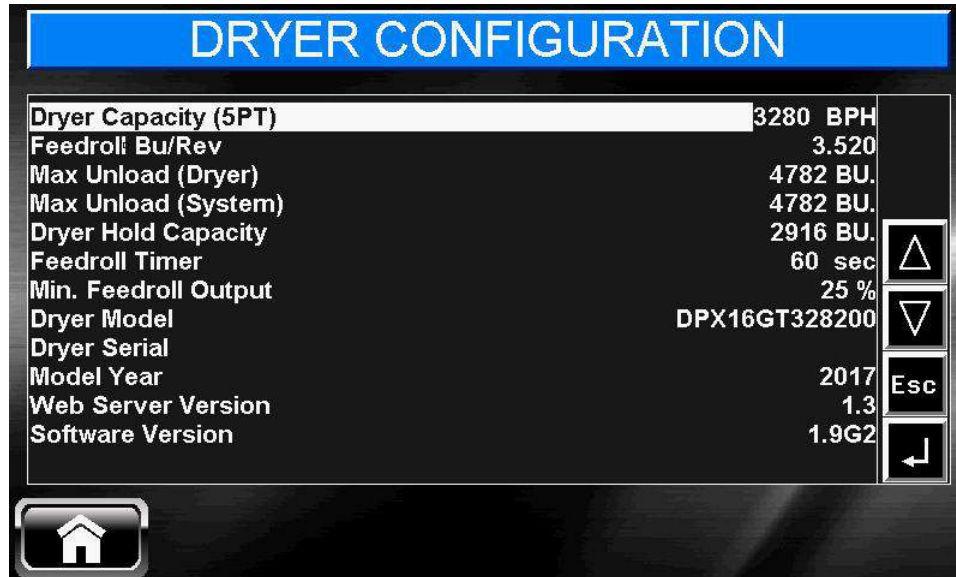 DRYER CONFIGURATION
Dryer Capacity (5PT) 3280 BPH
Feedroll Bu/Rev 3.520
Max Unload (Dryer) 4782 BU.
Max Unload (System) 4782 BU.
Dryer Hold Capacity 2916 BU.
Feedroll Timer 60 sec
Min. Feedroll Output 25 %
Dryer Model DPX16GT328200
Dryer Serial
Model Year 2017
Web Server Version 1.3
Software Version 1.9G2
Esc